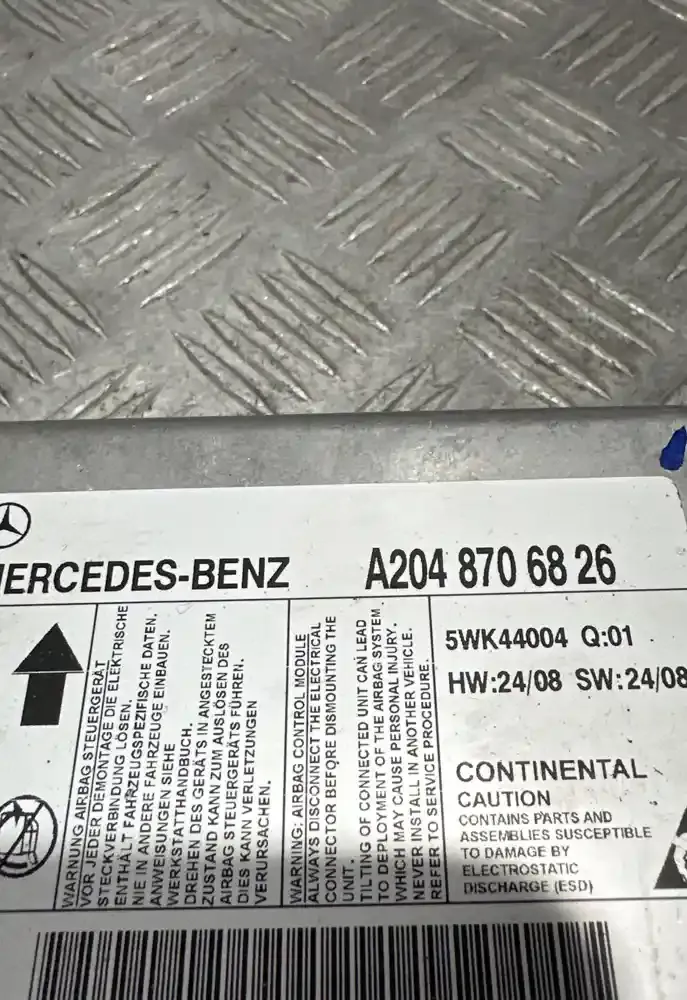 MERCEDES-BENZ A204 870 68 26
WARNUNG AIRBAG STEUERGERÄT
VOR JEDER DEMONTAGE DIE ELEKTRISCHE
STECKVERBINDUNG LÖSEN.
ENTHÄLT FAHRZEUGSPEZIFISCHE DATEN.
NIE IN ANDERE FAHRZEUGE EINBAUEN.
ANWEISUNGEN SIEHE
WERKSTATTHANDBUCH.
DREHEN DES GERÄTS IN ANGESTECKTEM
ZUSTAND KANN ZUM AUSLÖSEN DES
AIRBAG STEUERGERÄTS FÜHREN.
DIES KANN VERLETZUNGEN
VERURSACHEN.
WARNING: AIRBAG CONTROL MODULE
ALWAYS DISCONNECT THE ELECTRICAL
CONNECTOR BEFORE DISMOUNTING THE
UNIT.
TILTING OF CONNECTED UNIT CAN LEAD
TO DEPLOYMENT OF THE AIRBAG SYSTEM
WHICH MAY CAUSE PERSONAL INJURY.
NEVER INSTALL IN ANOTHER VEHICLE.
REFER TO SERVICE PROCEDURE.
5WK44004 Q:01
HW:24/08 SW:24/08
CONTINENTAL
CAUTION
CONTAINS PARTS AND
ASSEMBLIES SUSCEPTIBLE
TO DAMAGE BY
ELECTROSTATIC
DISCHARGE (ESD)